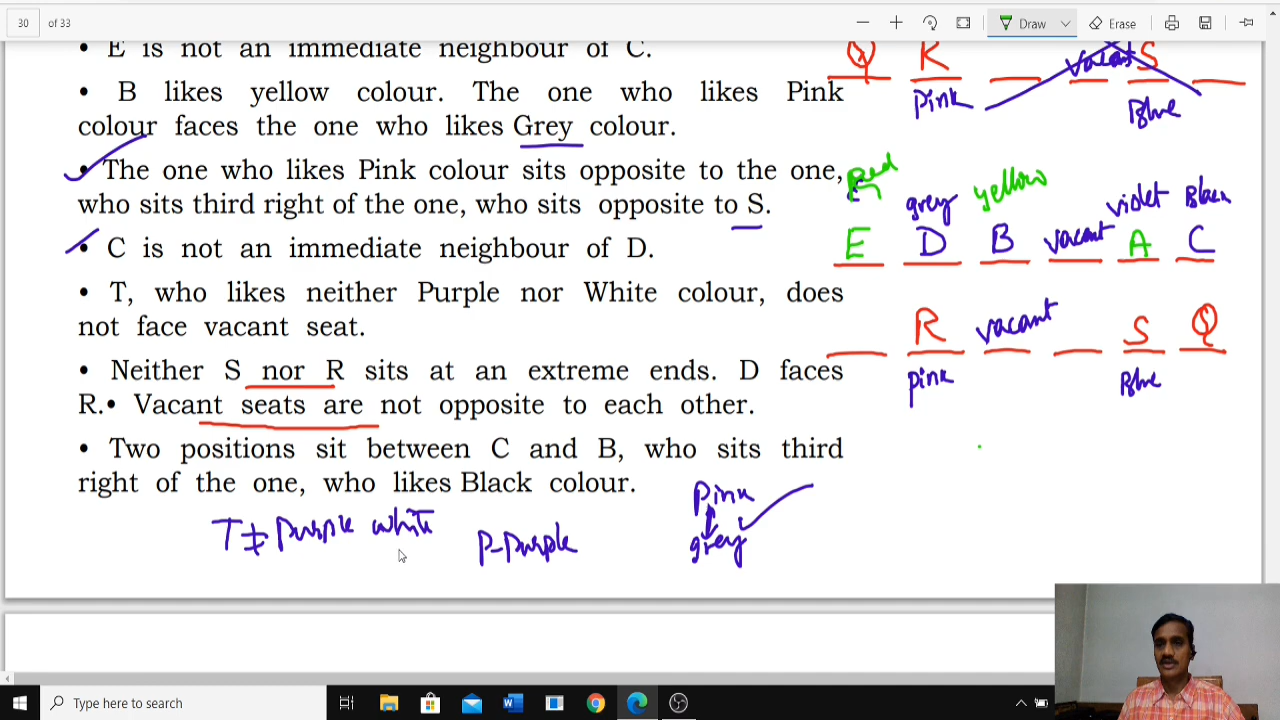 30 of 33
Draw
Erase
• E is not an immediate neighbour of C.
• B likes yellow colour. The one who likes Pink
colour faces the one who likes Grey colour.
• The one who likes Pink colour sits opposite to the one,
who sits third right of the one, who sits opposite to S.
• C is not an immediate neighbour of D.
• T, who likes neither Purple nor White colour, does
not face vacant seat.
• Neither S nor R sits at an extreme ends. D faces
R.• Vacant seats are not opposite to each other.
• Two positions sit between C and B, who sits third
right of the one, who likes Black colour.
T ≠ Purple white
P-Purple
Pink
grey
Q R vacant S
Pink Blue
Red grey yellow violet Black
E D B vacant A C
R vacant S Q
Pink Blue
Type here to search